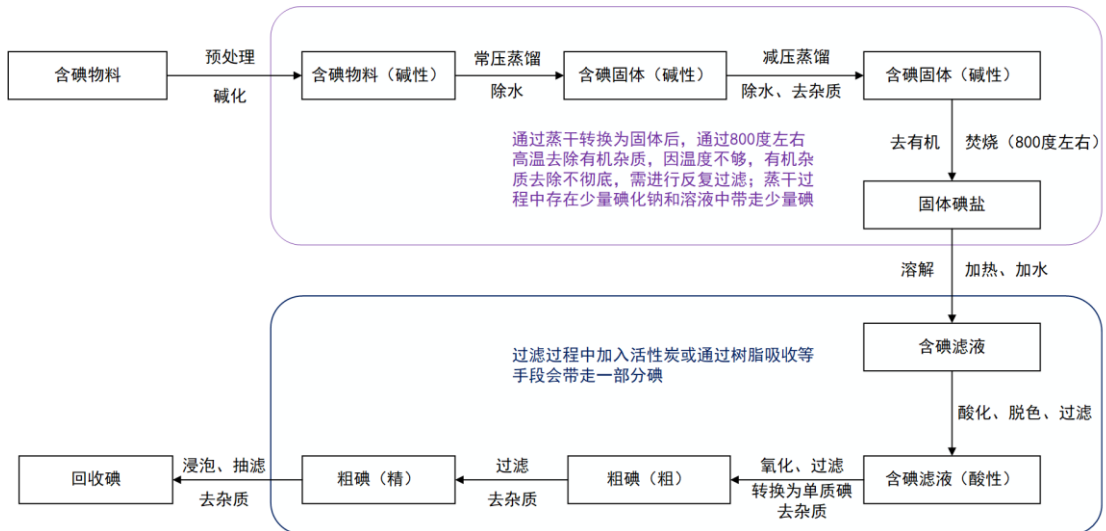 含碘物料
预处理
碱化
含碘物料（碱性）
常压蒸馏
除水
含碘固体（碱性）
减压蒸馏
除水、去杂质
含碘固体（碱性）
通过蒸干转换为固体后，通过800度左右
高温去除有机杂质，因温度不够，有机杂
质去除不彻底，需进行反复过滤；蒸干过
程中存在少量碘化钠和溶液中带走少量碘
去有机
焚烧（800度左右）
固体碘盐
溶解
加热、加水
含碘滤液
过滤过程中加入活性炭或通过树脂吸收等
手段会带走一部分碘
酸化、脱色、过滤
含碘滤液（酸性）
氧化、过滤
转换为单质碘
去杂质
粗碘（粗）
过滤
去杂质
粗碘（精）
浸泡、抽滤
去杂质
回收碘